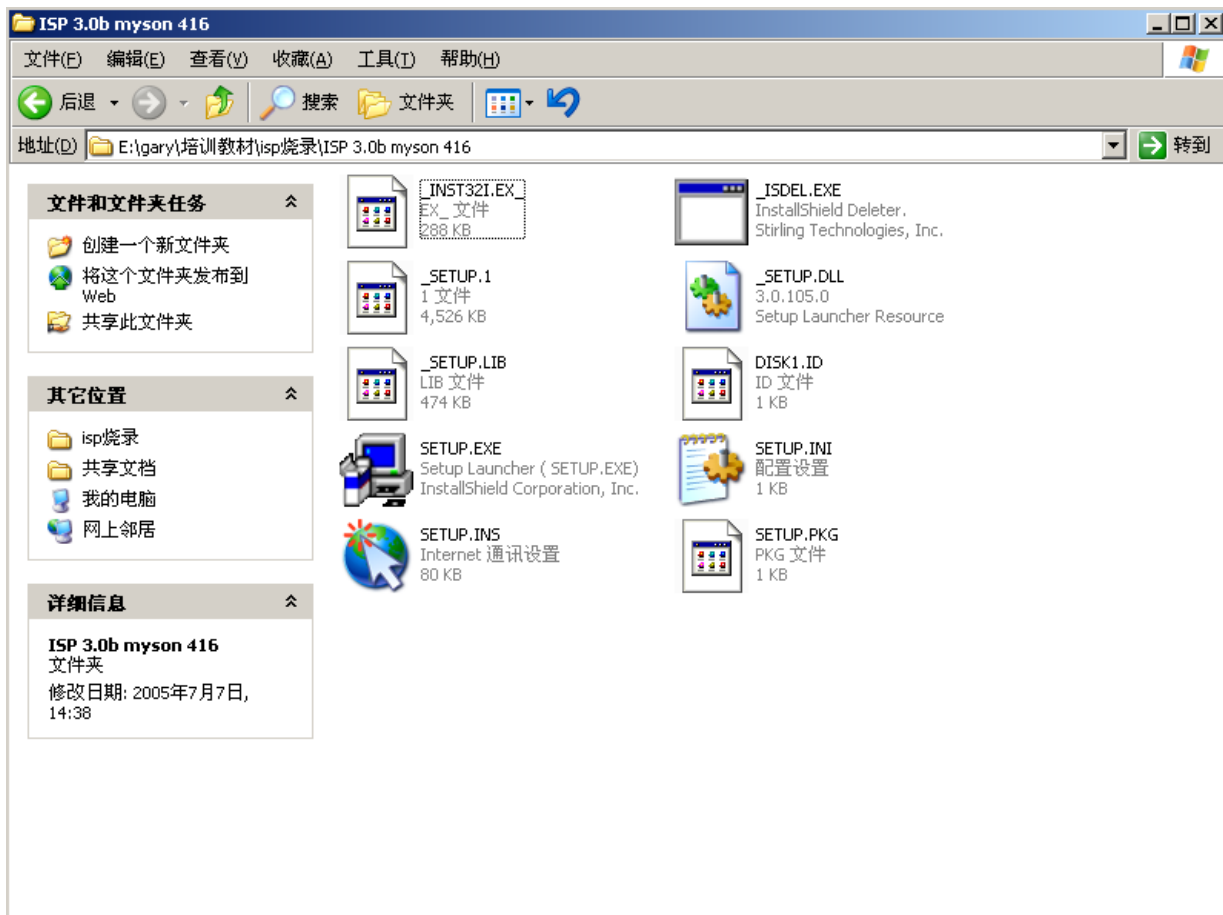 ISP 3.0b myson 416
文件(F) 编辑(E) 查看(V) 收藏(A) 工具(T) 帮助(H)
后退 搜索 文件夹
地址(D) E:\gary\培训教材\isp烧录\ISP 3.0b myson 416 转到
文件和文件夹任务
创建一个新文件夹
将这个文件夹发布到
Web
共享此文件夹
其它位置
isp烧录
共享文档
我的电脑
网上邻居
详细信息
ISP 3.0b myson 416
文件夹
修改日期: 2005年7月7日,
14:38
_INST32I.EX_
EX_ 文件
288 KB
_ISDEL.EXE
InstallShield Deleter.
Stirling Technologies, Inc.
_SETUP.1
1 文件
4,526 KB
_SETUP.DLL
3.0.105.0
Setup Launcher Resource
_SETUP.LIB
LIB 文件
474 KB
DISK1.ID
ID 文件
1 KB
SETUP.EXE
Setup Launcher ( SETUP.EXE)
InstallShield Corporation, Inc.
SETUP.INI
配置设置
1 KB
SETUP.INS
Internet 通讯设置
80 KB
SETUP.PKG
PKG 文件
1 KB